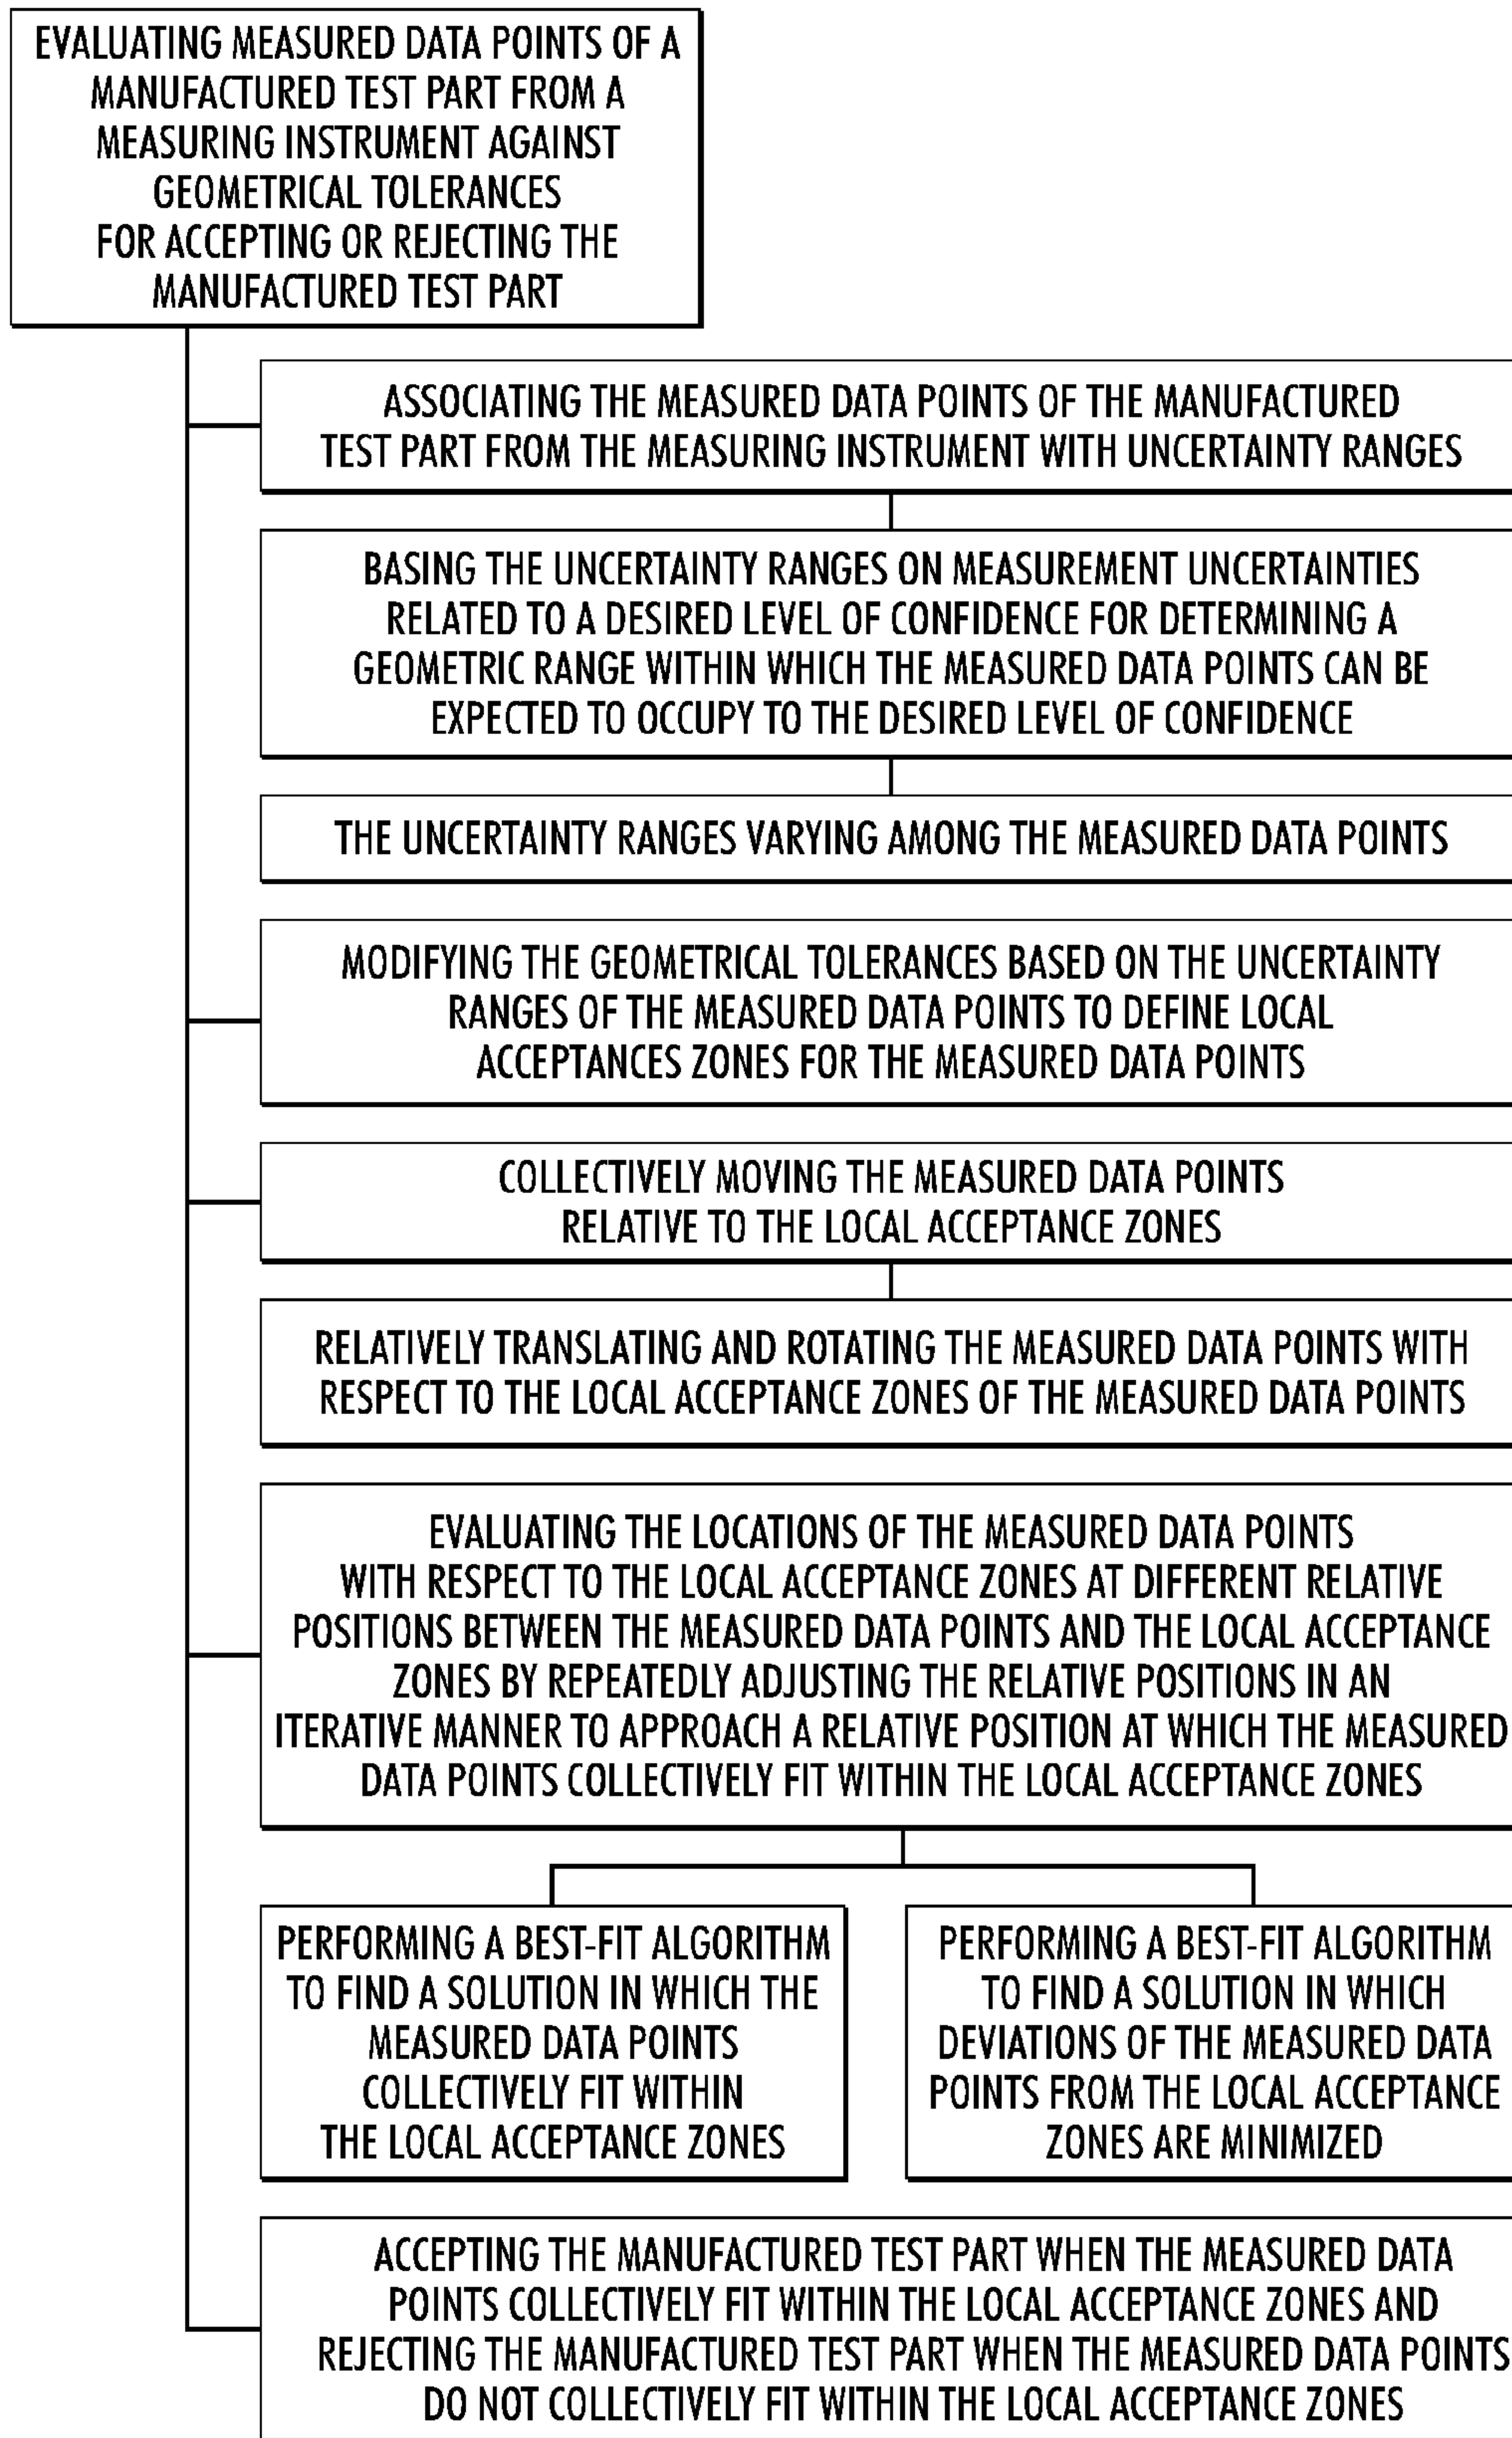 EVALUATING MEASURED DATA POINTS OF A
MANUFACTURED TEST PART FROM A
MEASURING INSTRUMENT AGAINST
GEOMETRICAL TOLERANCES
FOR ACCEPTING OR REJECTING THE
MANUFACTURED TEST PART
ASSOCIATING THE MEASURED DATA POINTS OF THE MANUFACTURED
TEST PART FROM THE MEASURING INSTRUMENT WITH UNCERTAINTY RANGES
BASING THE UNCERTAINTY RANGES ON MEASUREMENT UNCERTAINTIES
RELATED TO A DESIRED LEVEL OF CONFIDENCE FOR DETERMINING A
GEOMETRIC RANGE WITHIN WHICH THE MEASURED DATA POINTS CAN BE
EXPECTED TO OCCUPY TO THE DESIRED LEVEL OF CONFIDENCE
THE UNCERTAINTY RANGES VARYING AMONG THE MEASURED DATA POINTS
MODIFYING THE GEOMETRICAL TOLERANCES BASED ON THE UNCERTAINTY
RANGES OF THE MEASURED DATA POINTS TO DEFINE LOCAL
ACCEPTANCES ZONES FOR THE MEASURED DATA POINTS
COLLECTIVELY MOVING THE MEASURED DATA POINTS
RELATIVE TO THE LOCAL ACCEPTANCE ZONES
RELATIVELY TRANSLATING AND ROTATING THE MEASURED DATA POINTS WITH
RESPECT TO THE LOCAL ACCEPTANCE ZONES OF THE MEASURED DATA POINTS
EVALUATING THE LOCATIONS OF THE MEASURED DATA POINTS
WITH RESPECT TO THE LOCAL ACCEPTANCE ZONES AT DIFFERENT RELATIVE
POSITIONS BETWEEN THE MEASURED DATA POINTS AND THE LOCAL ACCEPTANCE
ZONES BY REPEATEDLY ADJUSTING THE RELATIVE POSITIONS IN AN
ITERATIVE MANNER TO APPROACH A RELATIVE POSITION AT WHICH THE MEASURED
DATA POINTS COLLECTIVELY FIT WITHIN THE LOCAL ACCEPTANCE ZONES
PERFORMING A BEST-FIT ALGORITHM
TO FIND A SOLUTION IN WHICH THE
MEASURED DATA POINTS
COLLECTIVELY FIT WITHIN
THE LOCAL ACCEPTANCE ZONES
PERFORMING A BEST-FIT ALGORITHM
TO FIND A SOLUTION IN WHICH
DEVIATIONS OF THE MEASURED DATA
POINTS FROM THE LOCAL ACCEPTANCE
ZONES ARE MINIMIZED
ACCEPTING THE MANUFACTURED TEST PART WHEN THE MEASURED DATA
POINTS COLLECTIVELY FIT WITHIN THE LOCAL ACCEPTANCE ZONES AND
REJECTING THE MANUFACTURED TEST PART WHEN THE MEASURED DATA POINTS
DO NOT COLLECTIVELY FIT WITHIN THE LOCAL ACCEPTANCE ZONES